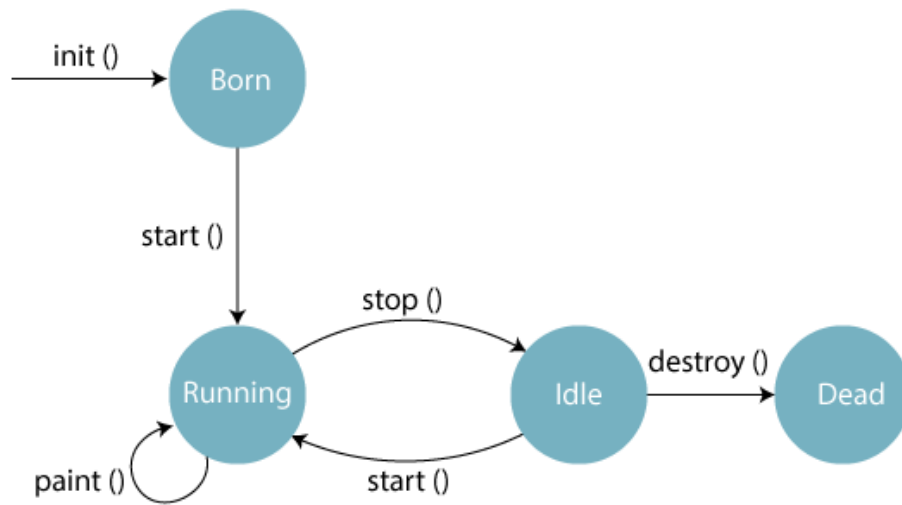 init ()
Born
start ()
stop ()
Running
Idle
destroy ()
Dead
paint ()
start ()